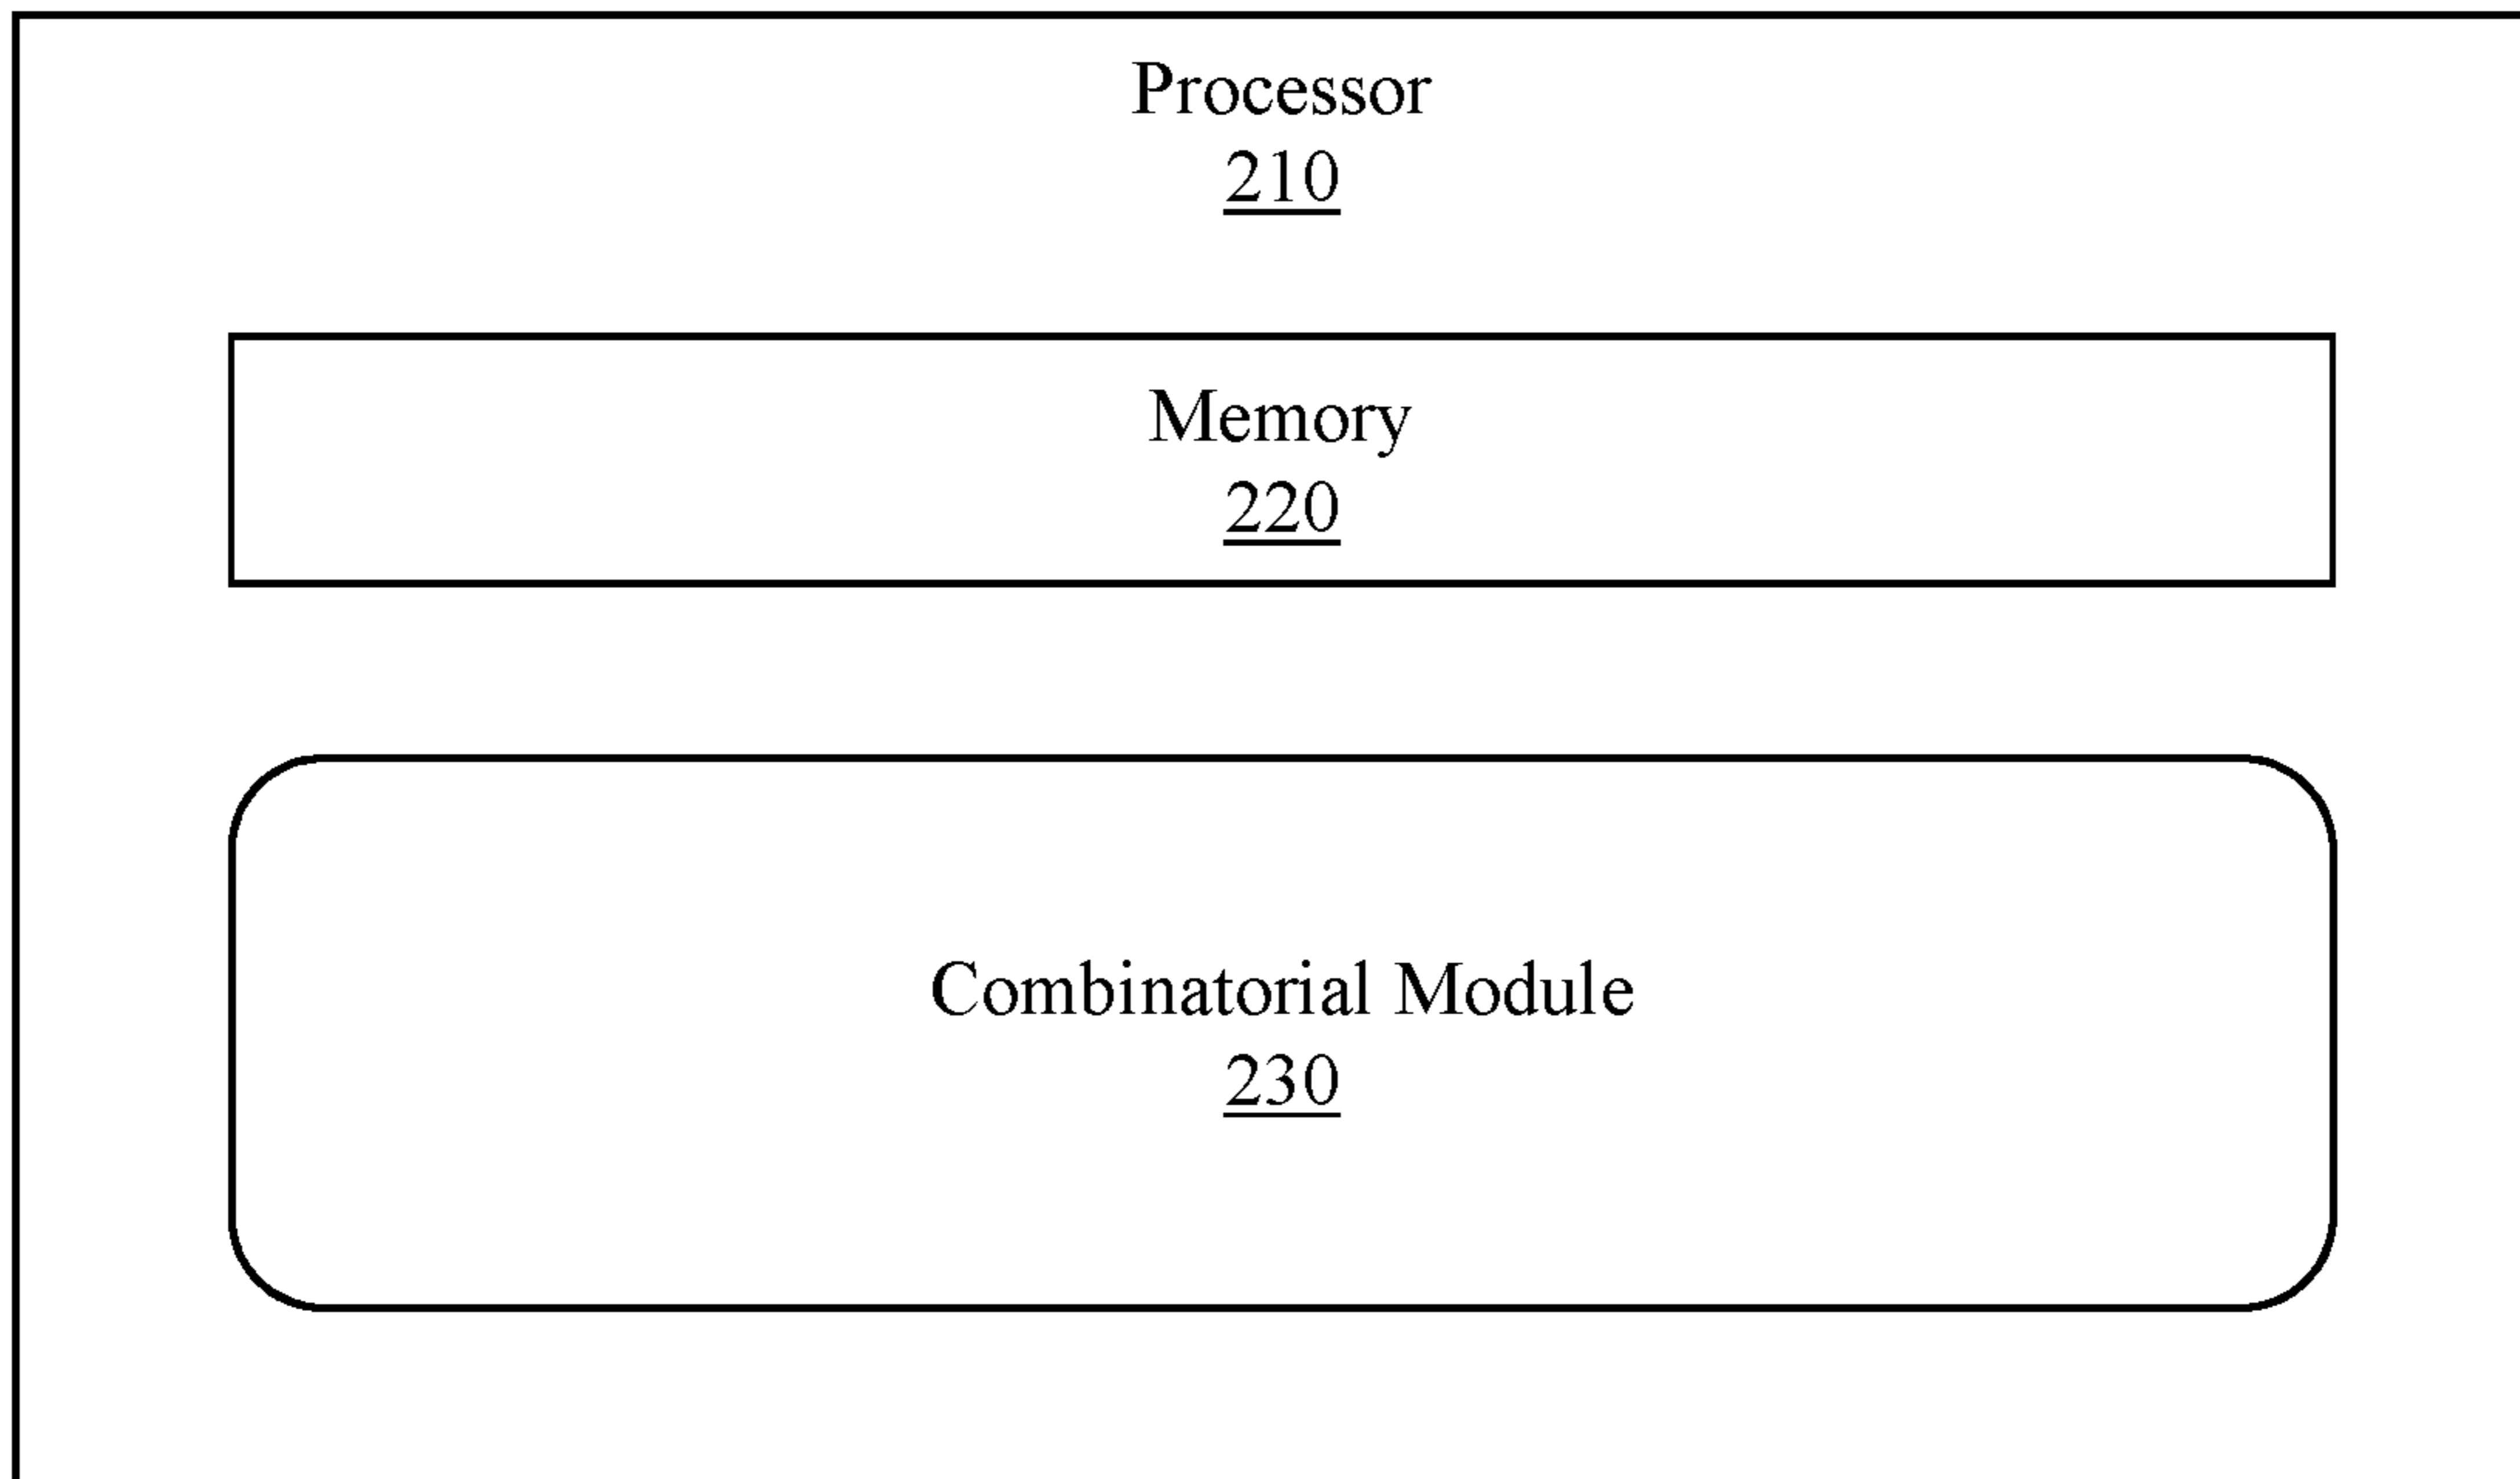 Processor
210
Memory
220
Combinatorial Module
230